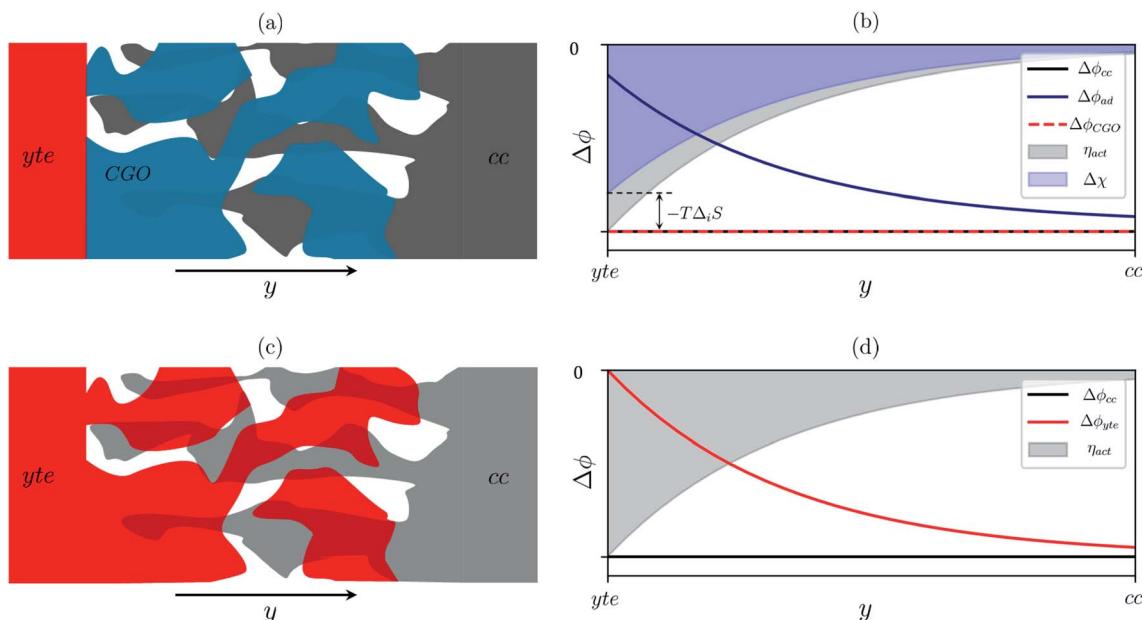 (a)
yte
CGO
cc
y
(b)
0
Δϕ
Δϕcc
Δϕad
ΔϕCGO
ηact
Δχ
−TΔiS
yte
y
cc
(c)
yte
cc
y
(d)
0
Δϕ
Δϕcc
Δϕyte
ηact
yte
y
cc